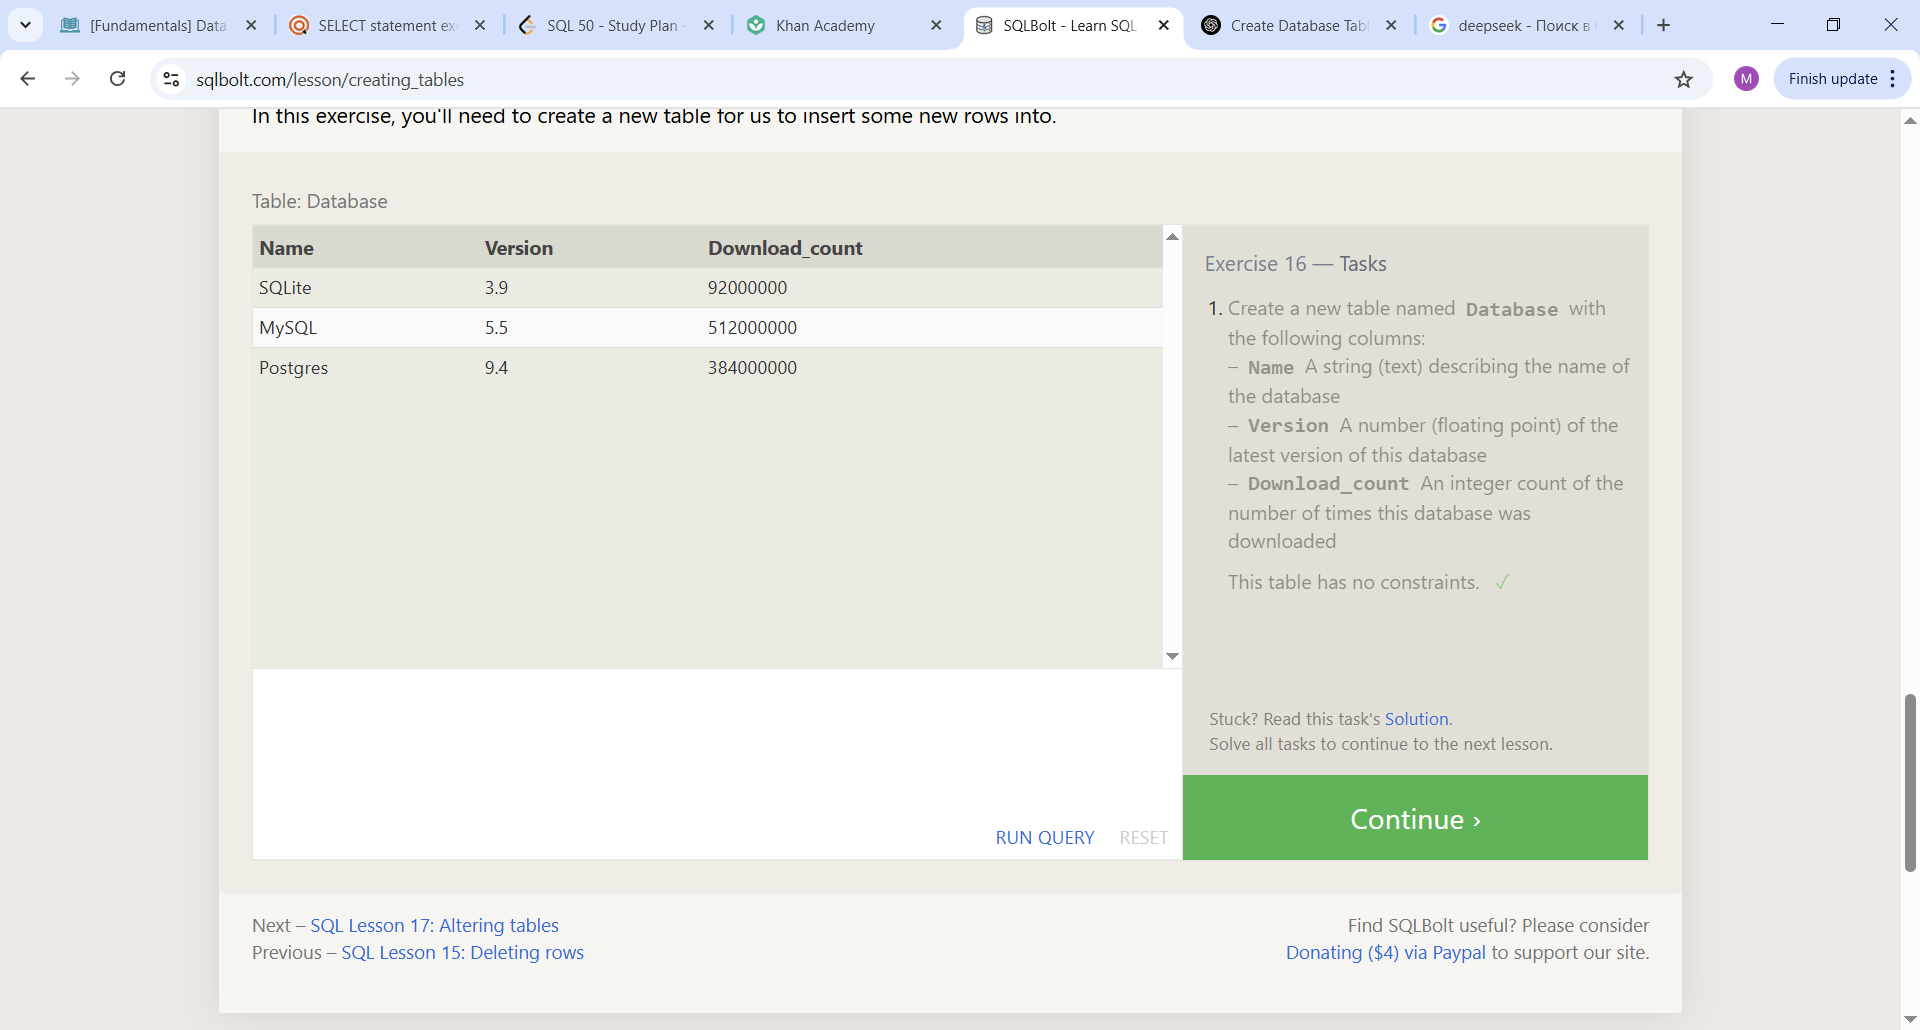 [Fundamentals] Data
SELECT statement exe
SQL 50 - Study Plan -
Khan Academy
SQLBolt - Learn SQL
Create Database Tabl
deepseek - Поиск в
sqlbolt.com/lesson/creating_tables
M
Finish update
In this exercise, you'll need to create a new table for us to insert some new rows into.
Table: Database
Name Version Download_count
SQLite 3.9 92000000
MySQL 5.5 512000000
Postgres 9.4 384000000
RUN QUERY RESET
Exercise 16 — Tasks
1. Create a new table named Database with
the following columns:
– Name A string (text) describing the name of
the database
– Version A number (floating point) of the
latest version of this database
– Download_count An integer count of the
number of times this database was
downloaded
This table has no constraints. ✓
Stuck? Read this task's Solution.
Solve all tasks to continue to the next lesson.
Continue ›
Next – SQL Lesson 17: Altering tables
Previous – SQL Lesson 15: Deleting rows
Find SQLBolt useful? Please consider
Donating ($4) via Paypal to support our site.